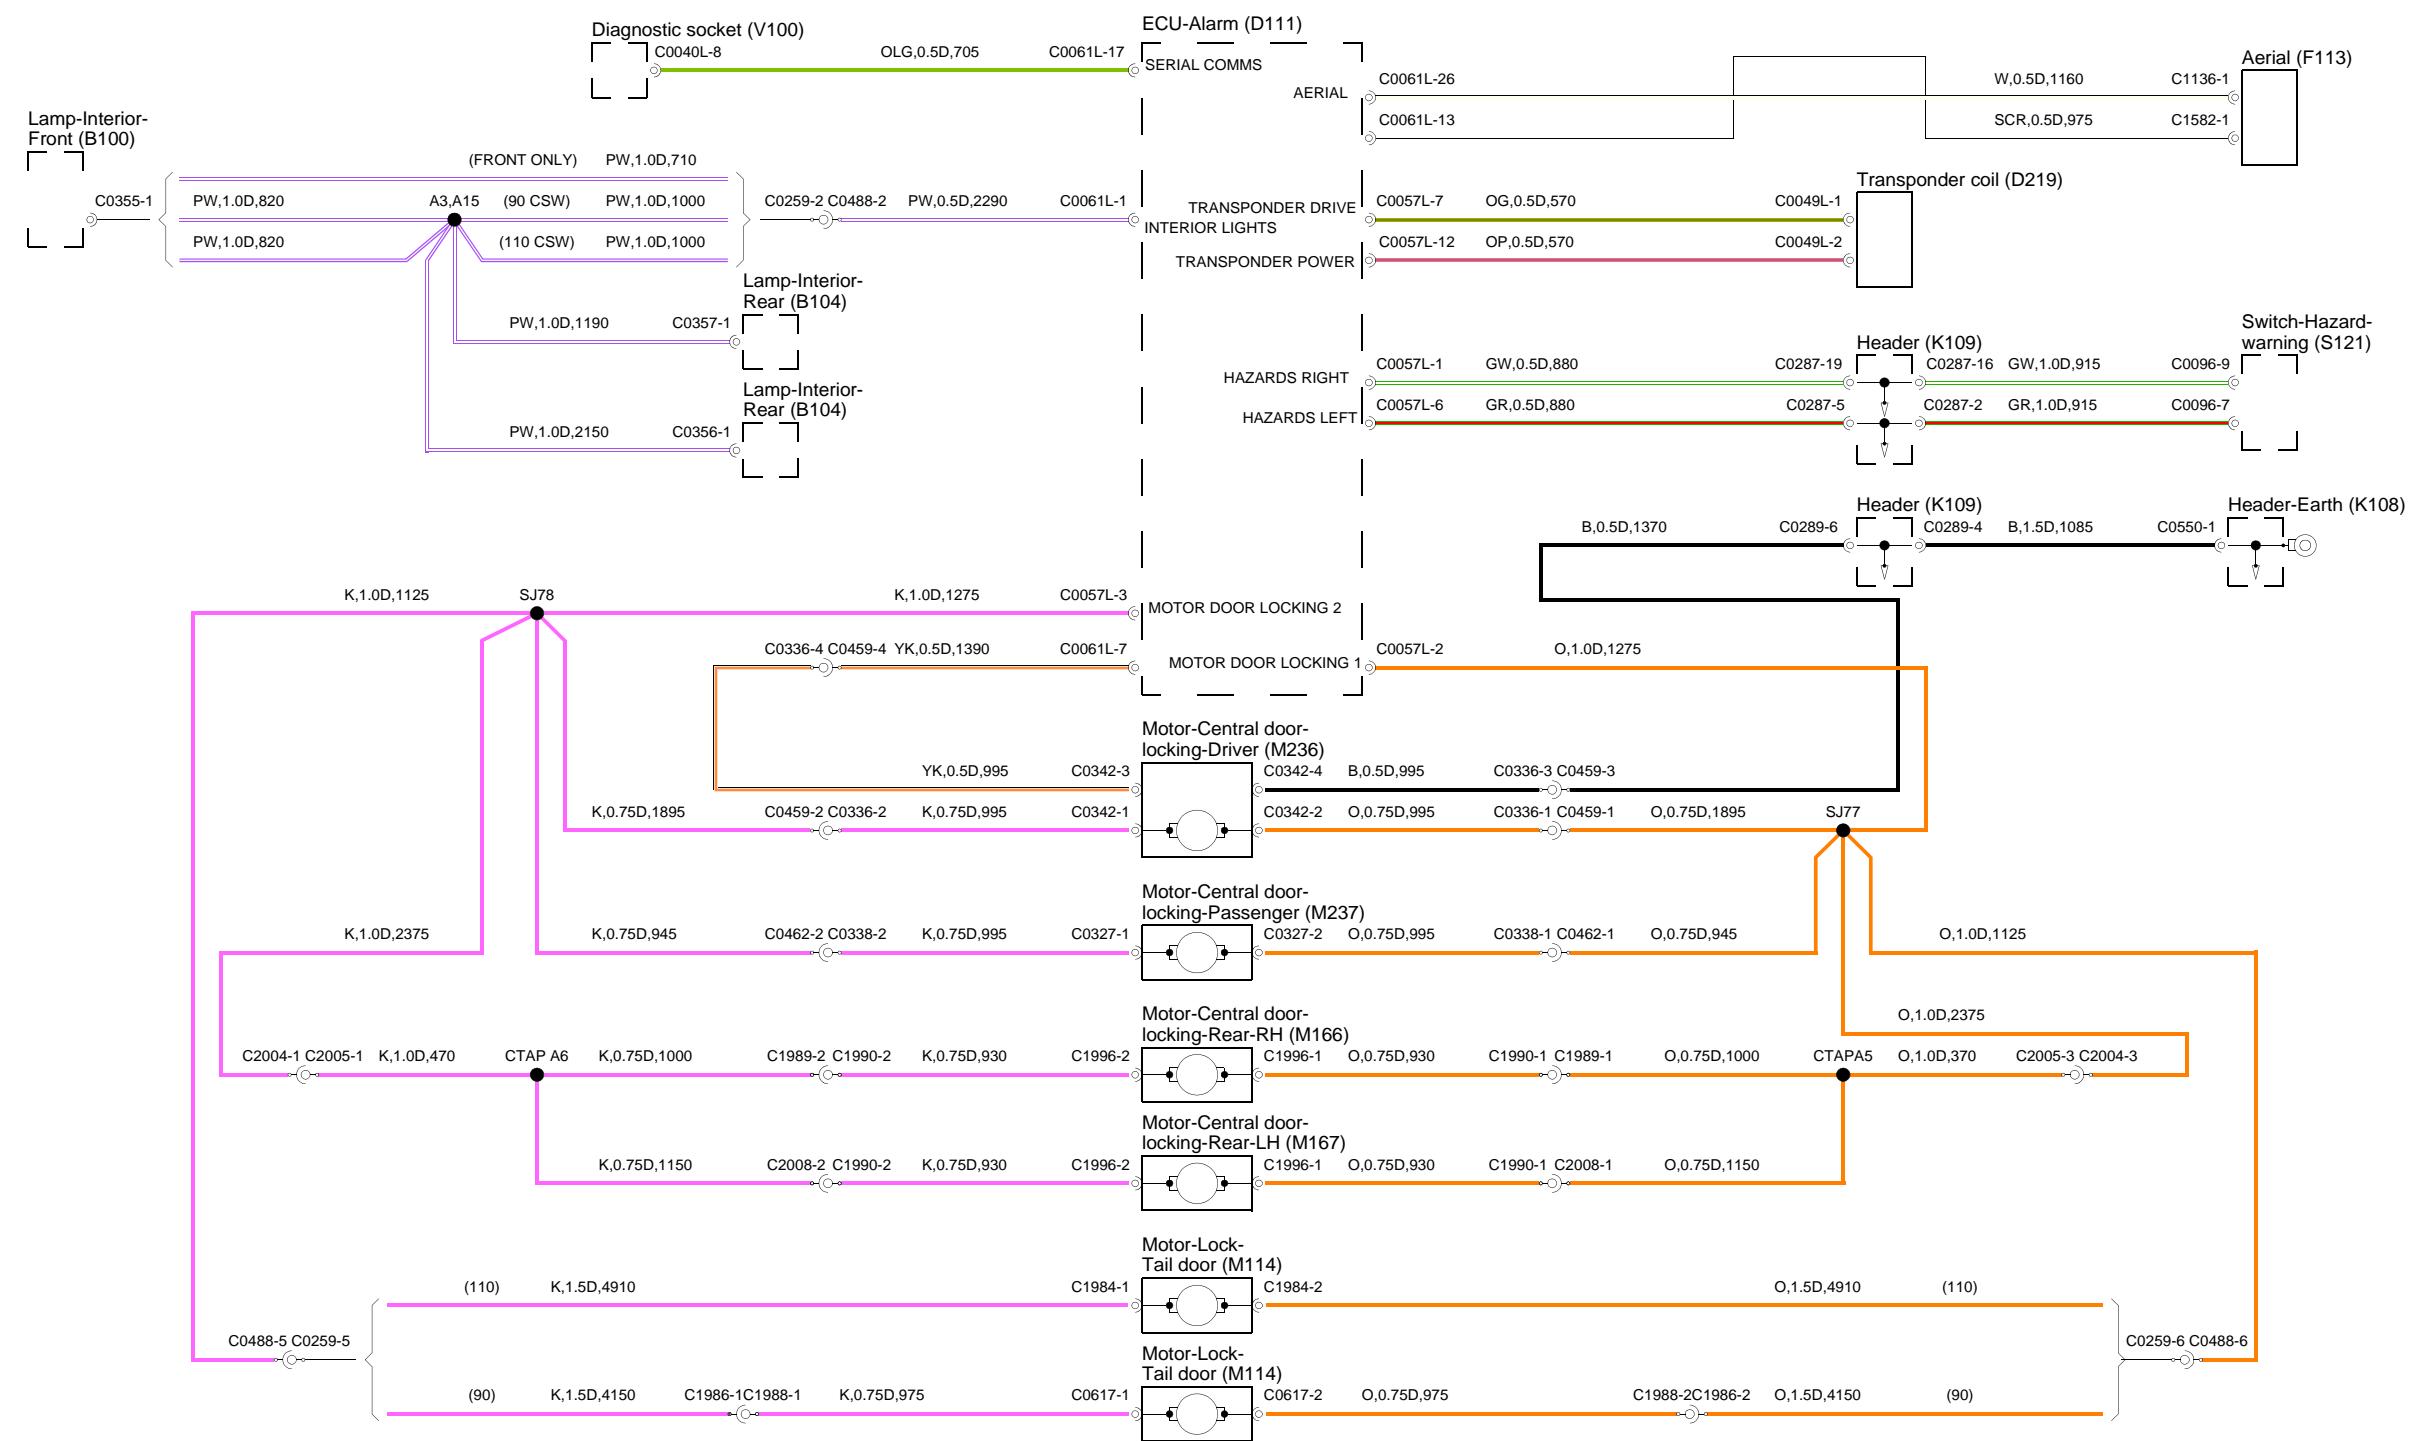 ECU-Alarm (D111)
Diagnostic socket (V100)
C0040L-8 OLG,0.5D,705 C0061L-17
SERIAL COMMS
Aerial (F113)
C0061L-26 W,0.5D,1160 C1136-1
AERIAL
C0061L-13 SCR,0.5D,975 C1582-1
Lamp-Interior-
Front (B100)
(FRONT ONLY) PW,1.0D,710
C0355-1 PW,1.0D,820 A3,A15 (90 CSW) PW,1.0D,1000 C0259-2 C0488-2 PW,0.5D,2290 C0061L-1
PW,1.0D,820 (110 CSW) PW,1.0D,1000
Transponder coil (D219)
TRANSPONDER DRIVE C0057L-7 OG,0.5D,570 C0049L-1
INTERIOR LIGHTS
C0057L-12 OP,0.5D,570 C0049L-2
TRANSPONDER POWER
Lamp-Interior-
Rear (B104)
PW,1.0D,1190 C0357-1
Lamp-Interior-
Rear (B104)
PW,1.0D,2150 C0356-1
Switch-Hazard-
warning (S121)
Header (K109)
C0057L-1 GW,0.5D,880 C0287-19 C0287-16 GW,1.0D,915 C0096-9
HAZARDS RIGHT
C0057L-6 GR,0.5D,880 C0287-5 C0287-2 GR,1.0D,915 C0096-7
HAZARDS LEFT
Header (K109) Header-Earth (K108)
B,0.5D,1370 C0289-6 C0289-4 B,1.5D,1085 C0550-1
K,1.0D,1125 SJ78 K,1.0D,1275 C0057L-3
MOTOR DOOR LOCKING 2
C0336-4 C0459-4 YK,0.5D,1390 C0061L-7
MOTOR DOOR LOCKING 1 C0057L-2 O,1.0D,1275
Motor-Central door-
locking-Driver (M236)
YK,0.5D,995 C0342-3 C0342-4 B,0.5D,995 C0336-3 C0459-3
K,0.75D,1895 C0459-2 C0336-2 K,0.75D,995 C0342-1 C0342-2 O,0.75D,995 C0336-1 C0459-1 O,0.75D,1895 SJ77
Motor-Central door-
locking-Passenger (M237)
K,1.0D,2375 K,0.75D,945 C0462-2 C0338-2 K,0.75D,995 C0327-1 C0327-2 O,0.75D,995 C0338-1 C0462-1 O,0.75D,945 O,1.0D,1125
Motor-Central door-
locking-Rear-RH (M166)
O,1.0D,2375
C2004-1 C2005-1 K,1.0D,470 CTAP A6 K,0.75D,1000 C1989-2 C1990-2 K,0.75D,930 C1996-2 C1996-1 O,0.75D,930 C1990-1 C1989-1 O,0.75D,1000 CTAPA5 O,1.0D,370 C2005-3 C2004-3
Motor-Central door-
locking-Rear-LH (M167)
K,0.75D,1150 C2008-2 C1990-2 K,0.75D,930 C1996-2 C1996-1 O,0.75D,930 C1990-1 C2008-1 O,0.75D,1150
Motor-Lock-
Tail door (M114)
(110) K,1.5D,4910 C1984-1 C1984-2 O,1.5D,4910 (110)
C0488-5 C0259-5 C0259-6 C0488-6
Motor-Lock-
Tail door (M114)
(90) K,1.5D,4150 C1986-1C1988-1 K,0.75D,975 C0617-1 C0617-2 O,0.75D,975 C1988-2C1986-2 O,1.5D,4150 (90)